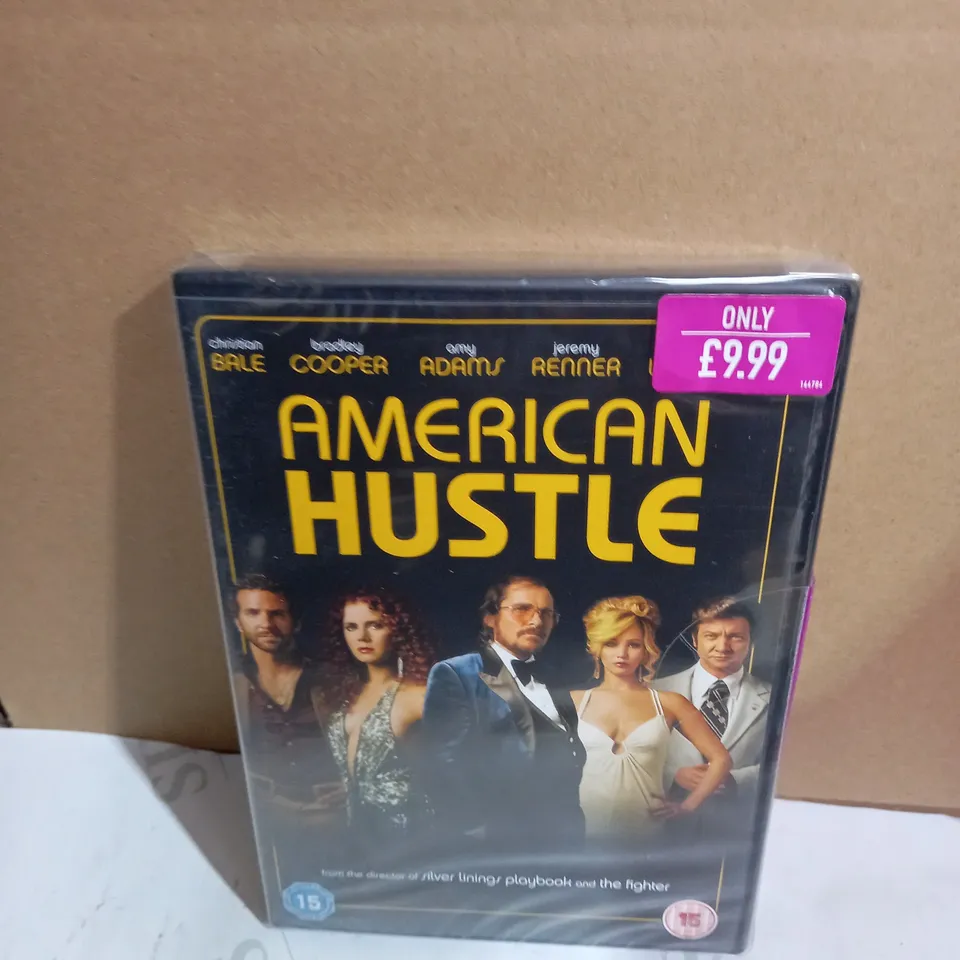 ONLY
£9.99
144784
christian bradley amy jeremy
BALE COOPER ADAMS RENNER
AMERICAN
HUSTLE
from the director of silver linings playbook and the fighter
15
15